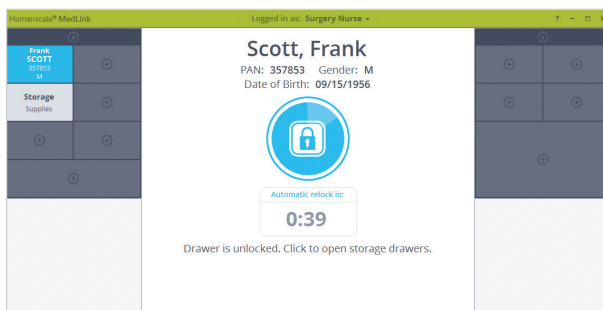 Humanscale® MedLink
Logged in as: Surgery Nurse
?
Frank
SCOTT
357853
M
Storage
Supplies
Scott, Frank
PAN: 357853 Gender: M
Date of Birth: 09/15/1956
Automatic relock in:
0:39
Drawer is unlocked. Click to open storage drawers.